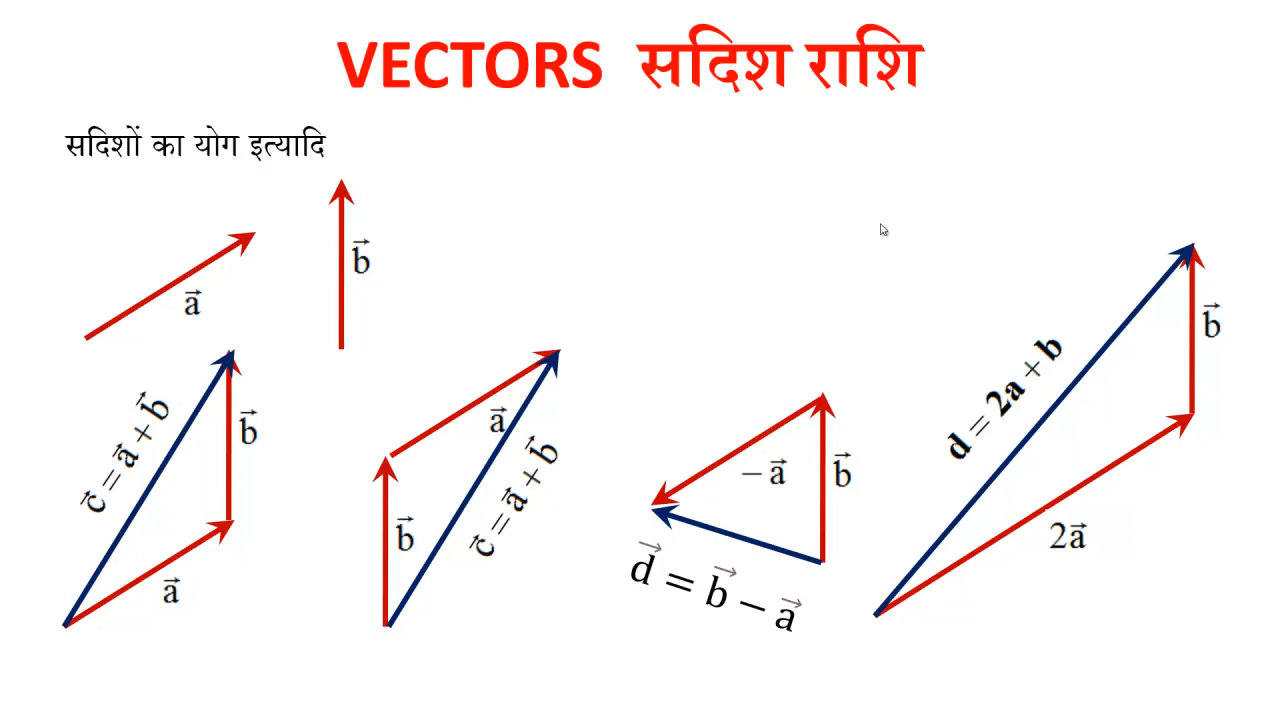 VECTORS सदिश राशि
सदिशों का योग इत्यादि
a⃗
b⃗
c⃗ = a⃗ + b⃗
b⃗
a⃗
a⃗
b⃗
c⃗ = a⃗ + b⃗
− a⃗
b⃗
d⃗ = b⃗ − a⃗
d = 2a + b
b⃗
2a⃗